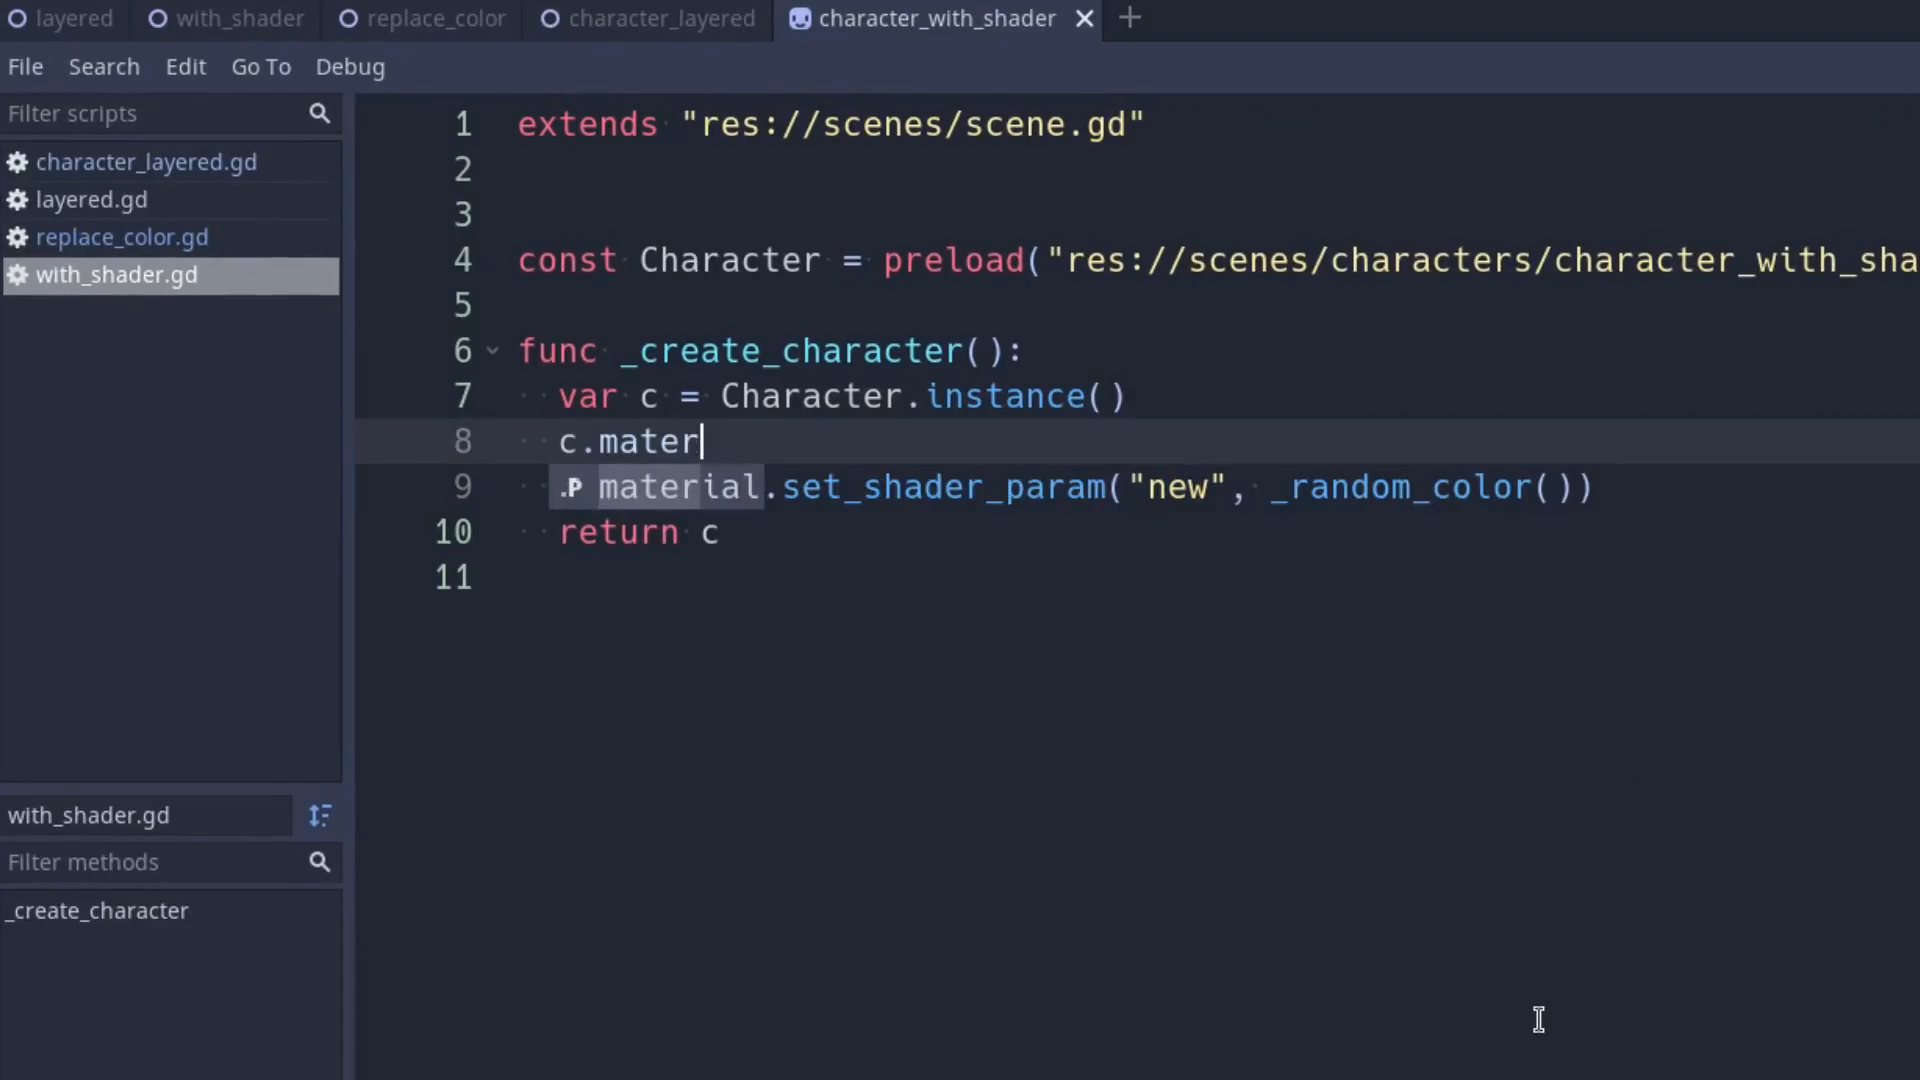 layered with_shader replace_color character_layered character_with_shader
File Search Edit Go To Debug
Filter scripts
character_layered.gd
layered.gd
replace_color.gd
with_shader.gd
with_shader.gd
Filter methods
_create_character
1 extends "res://scenes/scene.gd"
2
3
4 const Character = preload("res://scenes/characters/character_with_sha
5
6 func _create_character():
7 var c = Character.instance()
8 c.mater
9 .P material.set_shader_param("new", _random_color())
10 return c
11